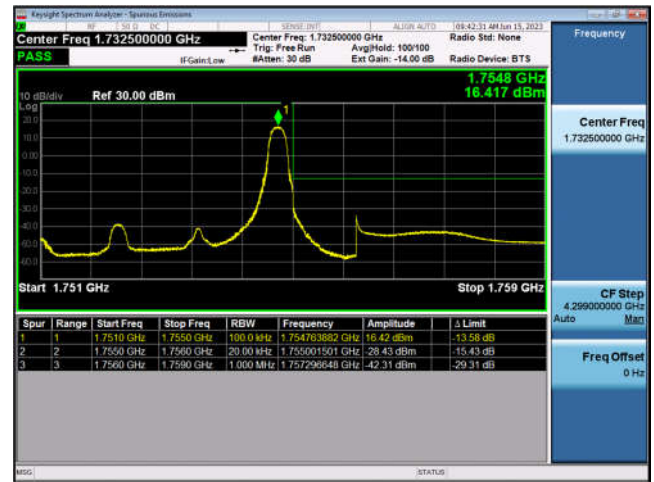 Keysight Spectrum Analyzer - Spurious Emissions
RF 50 Ω DC SENSE:INT ALIGN AUTO 09:42:31 AM Jun 15, 2023
Center Freq 1.732500000 GHz
Center Freq: 1.732500000 GHz
Radio Std: None
Frequency
Trig: Free Run
Avg|Hold: 100/100
PASS
IFGain:Low
#Atten: 30 dB
Ext Gain: -14.00 dB
Radio Device: BTS
1.7548 GHz
16.417 dBm
10 dB/div Ref 30.00 dBm
Log
1
20.0
10.0
0.00
-10.0
-20.0
-30.0
-40.0
-50.0
-60.0
Start 1.751 GHz Stop 1.759 GHz
Center Freq
1.732500000 GHz
CF Step
4.299000000 GHz
Auto Man
Freq Offset
0 Hz
Spur Range Start Freq Stop Freq RBW Frequency Amplitude Δ Limit
1 1 1.7510 GHz 1.7550 GHz 100.0 kHz 1.754763882 GHz 16.42 dBm -13.58 dB
2 2 1.7550 GHz 1.7560 GHz 20.00 kHz 1.755001501 GHz -28.43 dBm -15.43 dB
3 3 1.7560 GHz 1.7590 GHz 1.000 MHz 1.757296648 GHz -42.31 dBm -29.31 dB
MSG STATUS